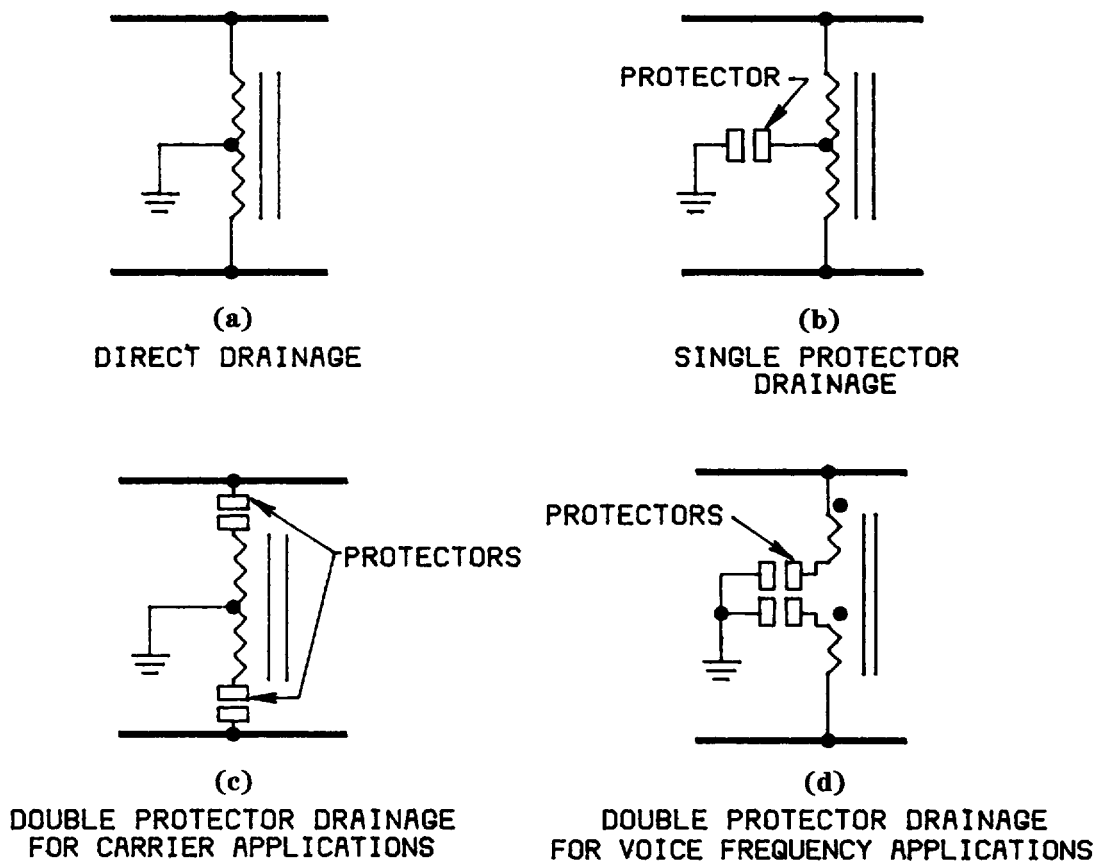 PROTECTOR
(a)
DIRECT DRAINAGE
(b)
SINGLE PROTECTOR
DRAINAGE
PROTECTORS
(c)
DOUBLE PROTECTOR DRAINAGE
FOR CARRIER APPLICATIONS
PROTECTORS
(d)
DOUBLE PROTECTOR DRAINAGE
FOR VOICE FREQUENCY APPLICATIONS